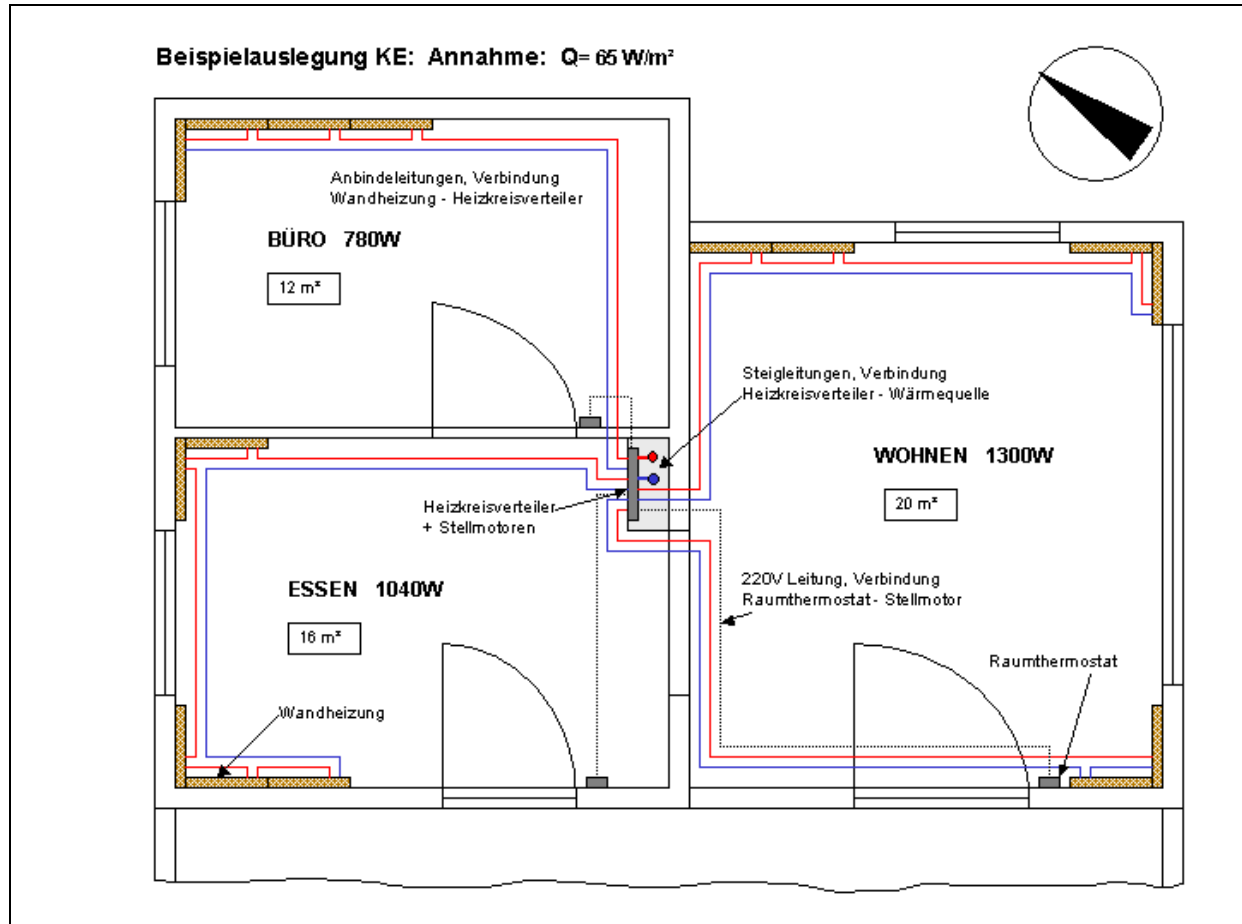 Beispielauslegung KE: Annahme: Q= 65 W/m²
Anbindeleitungen, Verbindung
Wandheizung - Heizkreisverteiler
BÜRO 780W
12 m²
Steigleitungen, Verbindung
Heizkreisverteiler - Wärmequelle
WOHNEN 1300W
20 m²
Heizkreisverteiler
+ Stellmotoren
ESSEN 1040W
16 m²
220V Leitung, Verbindung
Raumthermostat- Stellmotor
Raumthermostat
Wandheizung